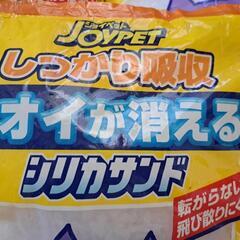 ジョイペット
JOYPET
しっかり吸収
オイが消える
シリカサンド
転がらない
飛び散りにく